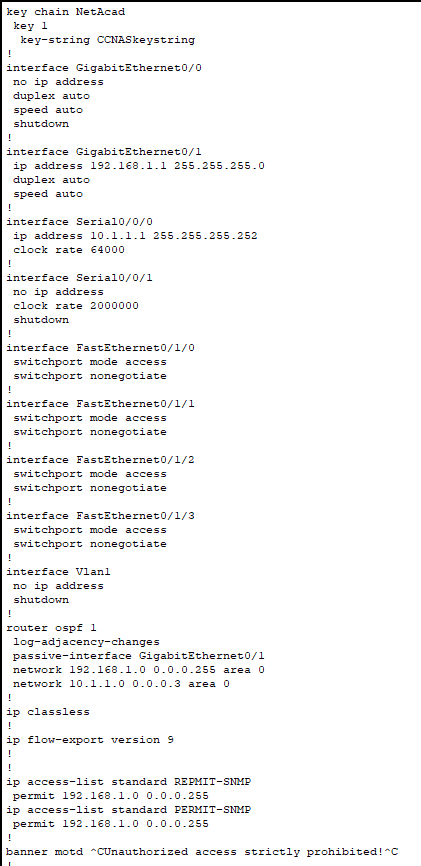 key chain NetAcad
key 1
key-string CCNASkeystring
!
interface GigabitEthernet0/0
no ip address
duplex auto
speed auto
shutdown
!
interface GigabitEthernet0/1
ip address 192.168.1.1 255.255.255.0
duplex auto
speed auto
!
interface Serial0/0/0
ip address 10.1.1.1 255.255.255.252
clock rate 64000
!
interface Serial0/0/1
no ip address
clock rate 2000000
shutdown
!
interface FastEthernet0/1/0
switchport mode access
switchport nonegotiate
!
interface FastEthernet0/1/1
switchport mode access
switchport nonegotiate
!
interface FastEthernet0/1/2
switchport mode access
switchport nonegotiate
!
interface FastEthernet0/1/3
switchport mode access
switchport nonegotiate
!
interface Vlan1
no ip address
shutdown
!
router ospf 1
log-adjacency-changes
passive-interface GigabitEthernet0/1
network 192.168.1.0 0.0.0.255 area 0
network 10.1.1.0 0.0.0.3 area 0
!
ip classless
!
ip flow-export version 9
!
!
ip access-list standard REPMIT-SNMP
permit 192.168.1.0 0.0.0.255
ip access-list standard PERMIT-SNMP
permit 192.168.1.0 0.0.0.255
!
banner motd ^CUnauthorized access strictly prohibited!^C
!